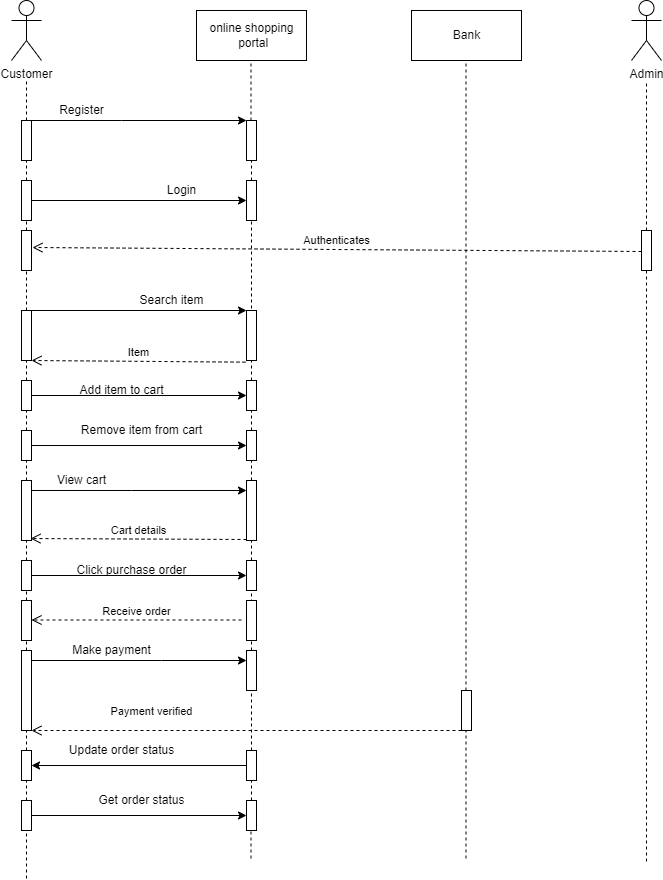 online shopping
portal
Bank
Customer
Admin
Register
Login
Authenticates
Search item
Item
Add item to cart
Remove item from cart
View cart
Cart details
Click purchase order
Receive order
Make payment
Payment verified
Update order status
Get order status